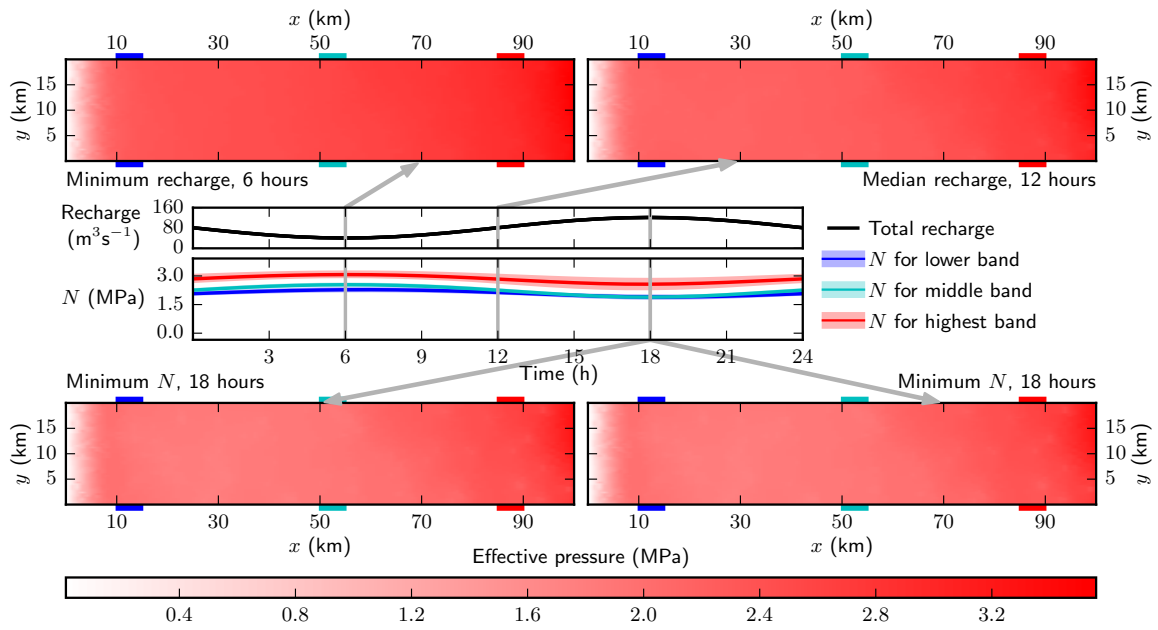 x (km)
x (km)
10 30 50 70 90
10 30 50 70 90
y (km)
15
10
5
15
10
5
y (km)
Minimum recharge, 6 hours
Median recharge, 12 hours
Recharge
(m³s⁻¹)
160
80
0
N (MPa)
3.0
1.5
0.0
3 6 9 12 15 18 21 24
Time (h)
Total recharge
N for lower band
N for middle band
N for highest band
Minimum N, 18 hours
Minimum N, 18 hours
y (km)
15
10
5
15
10
5
y (km)
10 30 50 70 90
10 30 50 70 90
x (km)
x (km)
Effective pressure (MPa)
0.4 0.8 1.2 1.6 2.0 2.4 2.8 3.2